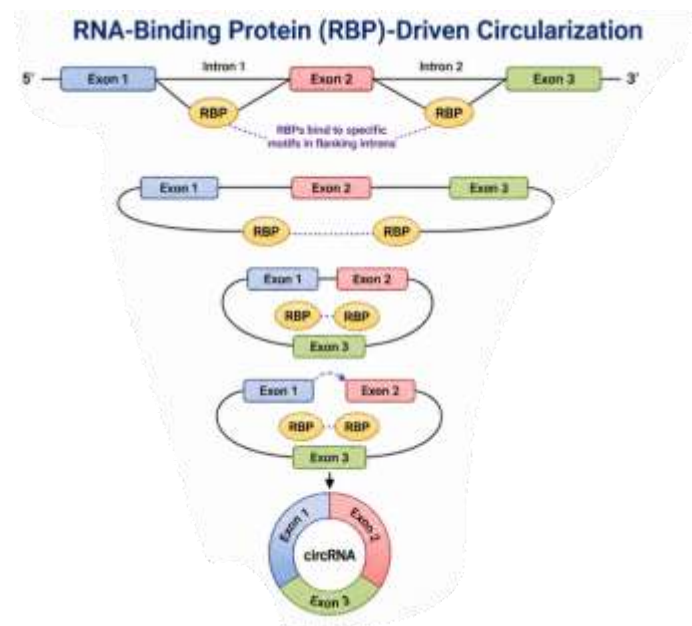 RNA-Binding Protein (RBP)-Driven Circularization
5' Exon 1 Intron 1 Exon 2 Intron 2 Exon 3 3'
RBP RBP
RBPs bind to specific
motifs in flanking introns
Exon 1 Exon 2 Exon 3
RBP RBP
Exon 1 Exon 2
RBP RBP
Exon 3
Exon 1 Exon 2
RBP RBP
Exon 3
Exon 1 Exon 2
circRNA
Exon 3